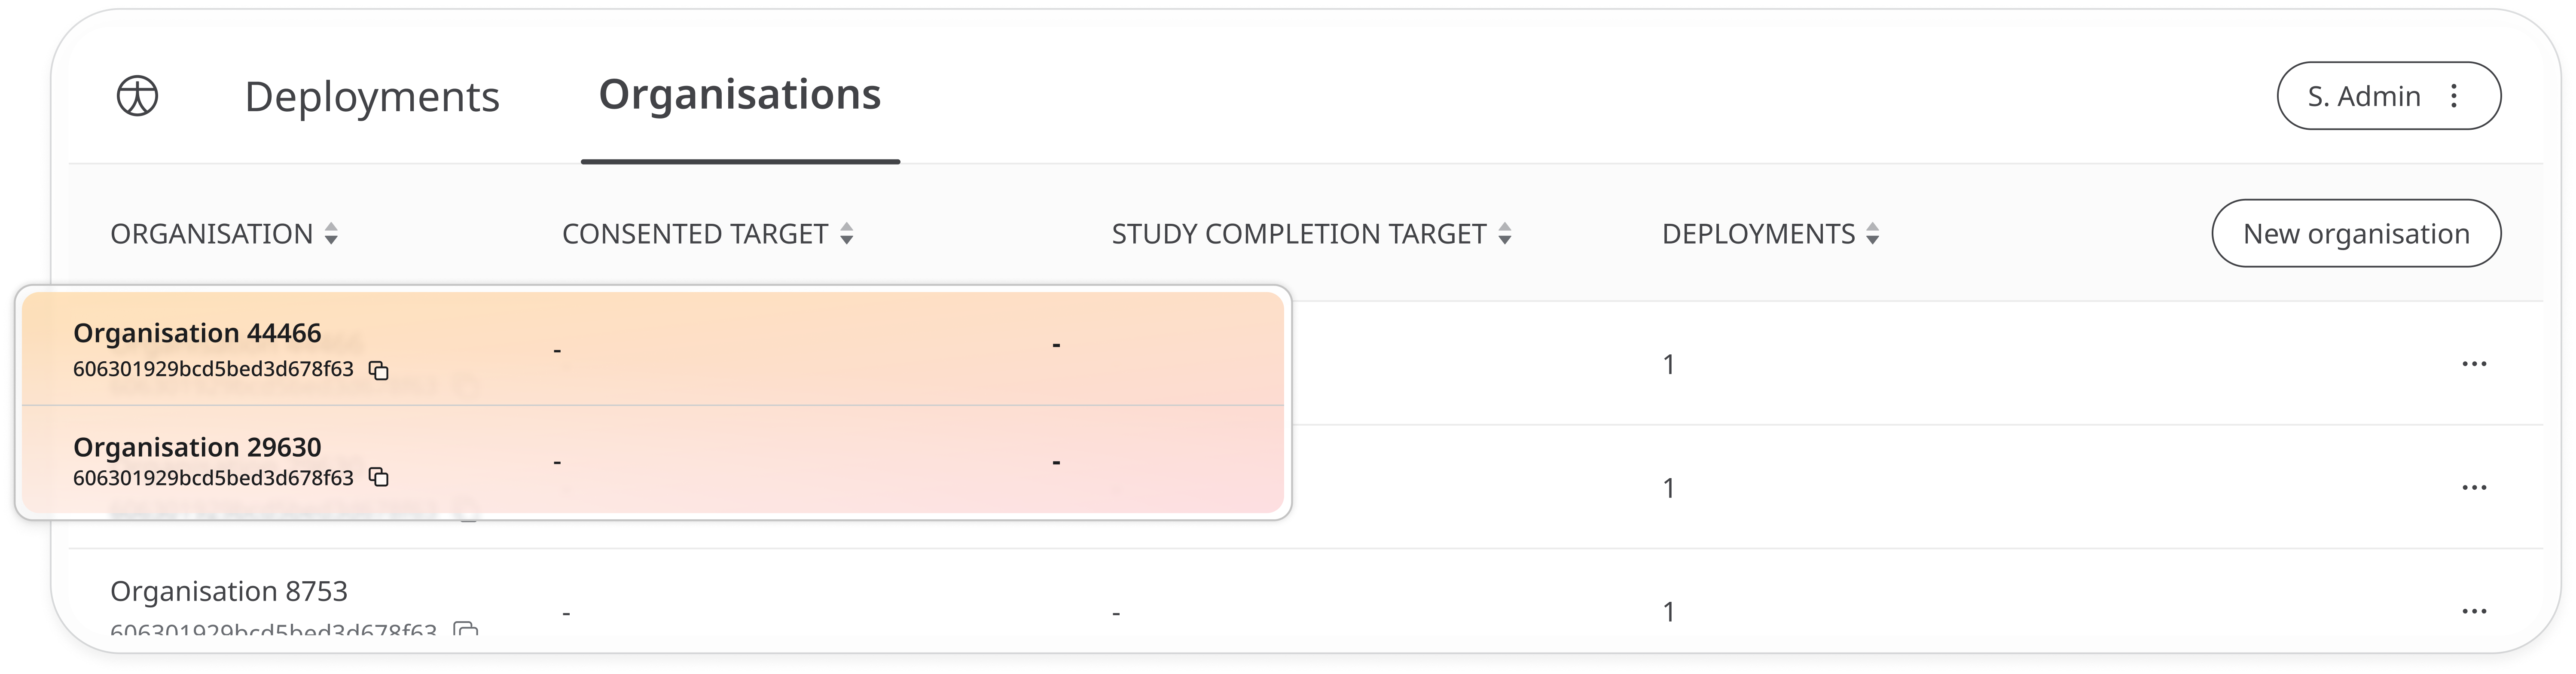 Deployments Organisations S. Admin
ORGANISATION CONSENTED TARGET STUDY COMPLETION TARGET DEPLOYMENTS New organisation
Organisation 44466
606301929bcd5bed3d678f63 - - 1
Organisation 29630
606301929bcd5bed3d678f63 - - 1
Organisation 8753
606301929bcd5bed3d678f63 - - 1